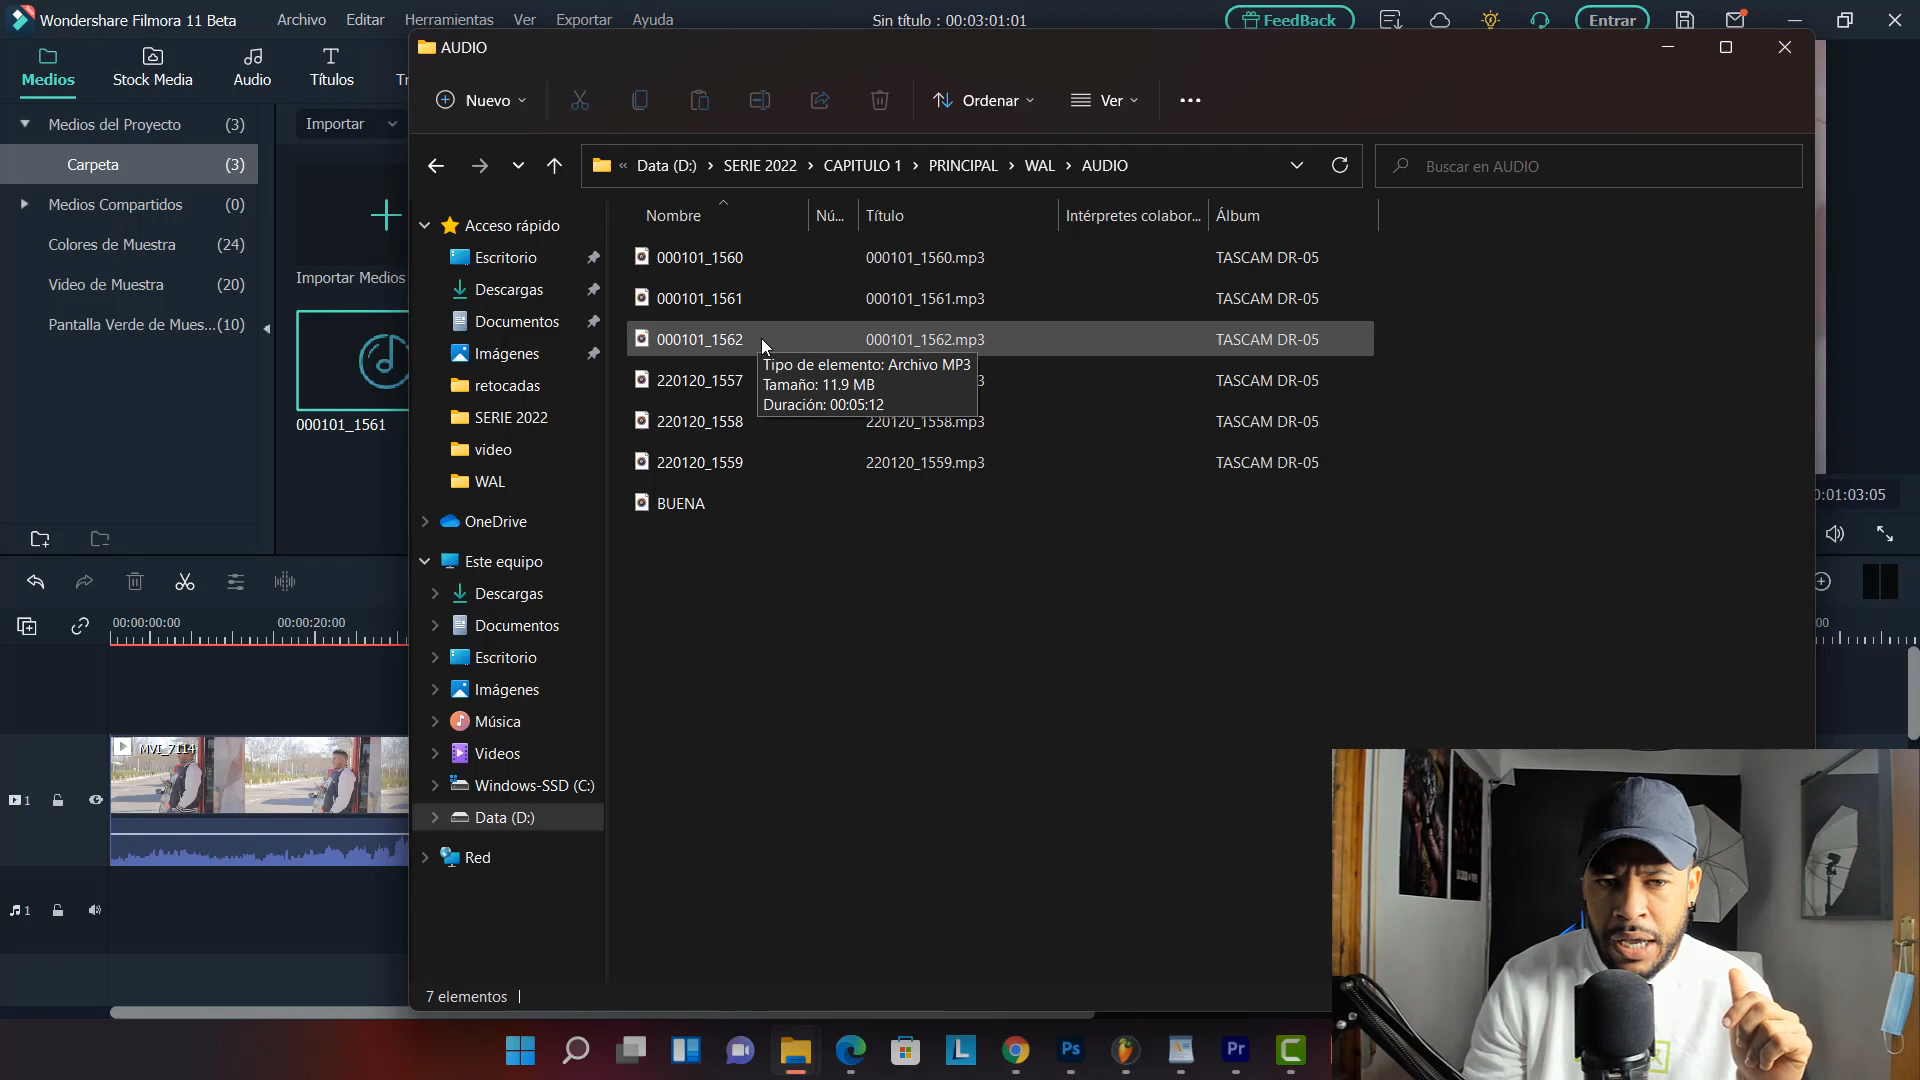 Wondershare Filmora 11 Beta
Archivo Editar Herramientas Ver Exportar Ayuda
Sin título : 00:03:01:01
FeedBack
Entrar
Medios
Stock Media
Audio
Títulos
Tr
AUDIO
Nuevo
Ordenar
Ver
Medios del Proyecto (3)
Carpeta (3)
Medios Compartidos (0)
Colores de Muestra (24)
Video de Muestra (20)
Pantalla Verde de Mues...(10)
Importar
Importar Medios
000101_1561
« Data (D:) › SERIE 2022 › CAPITULO 1 › PRINCIPAL › WAL › AUDIO
Buscar en AUDIO
Acceso rápido
Escritorio
Descargas
Documentos
Imágenes
retocadas
SERIE 2022
video
WAL
OneDrive
Este equipo
Descargas
Documentos
Escritorio
Imágenes
Música
Videos
Windows-SSD (C:)
Data (D:)
Red
Nombre Nú... Título Intérpretes colabor... Álbum
000101_1560 000101_1560.mp3 TASCAM DR-05
000101_1561 000101_1561.mp3 TASCAM DR-05
000101_1562 000101_1562.mp3 TASCAM DR-05
220120_1557 3 TASCAM DR-05
220120_1558 220120_1558.mp3 TASCAM DR-05
220120_1559 220120_1559.mp3 TASCAM DR-05
BUENA
Tipo de elemento: Archivo MP3
Tamaño: 11.9 MB
Duración: 00:05:12
0:01:03:05
00:00:00:00 00:00:20:00
00
MVI_7114
1
1
7 elementos
L
Ps
Pr
C